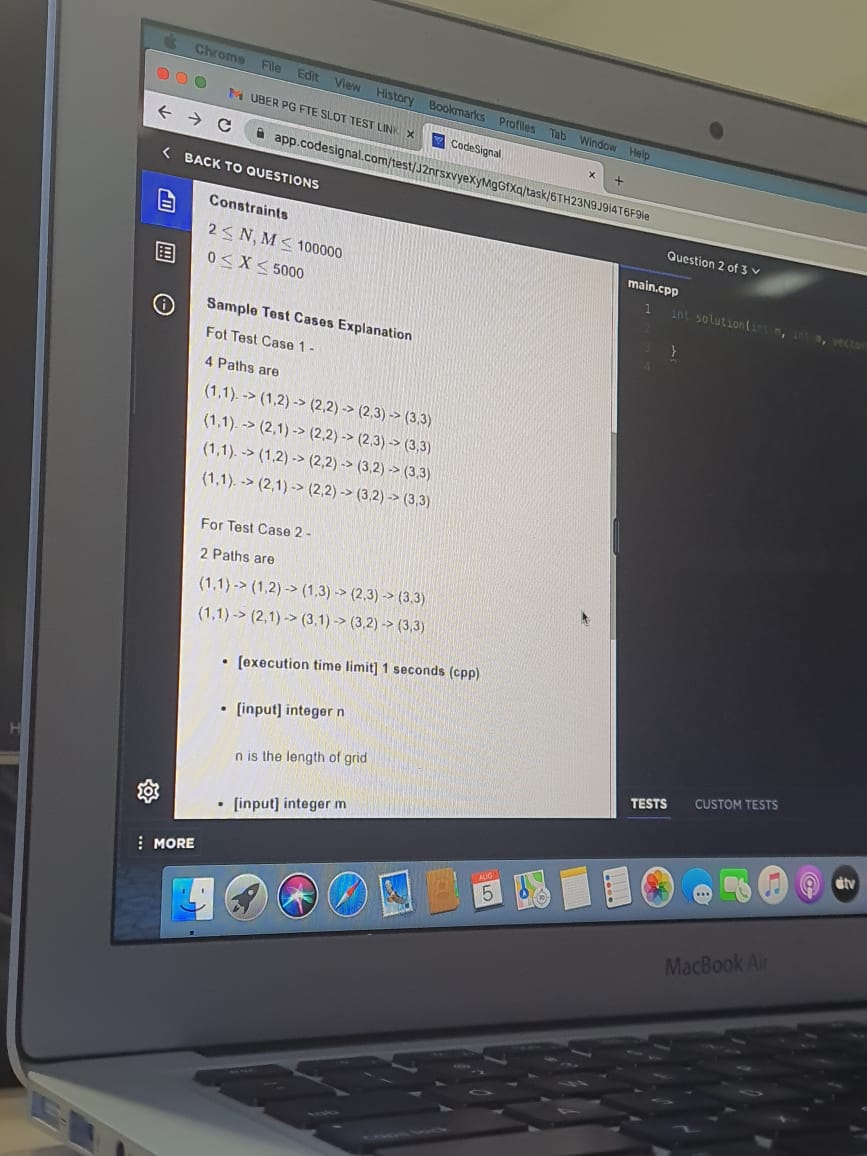 Chrome File Edit View History Bookmarks Profiles Tab Window Help
UBER PG FTE SLOT TEST LINK
CodeSignal
app.codesignal.com/test/J2nrsxvyeXyMgGfXq/task/6TH23N9J9i4T6F9ie
BACK TO QUESTIONS
Question 2 of 3
Constraints
2 ≤ N, M ≤ 100000
0 ≤ X ≤ 5000
Sample Test Cases Explanation
Fot Test Case 1 -
4 Paths are
(1,1). -> (1,2) -> (2,2) -> (2,3) -> (3,3)
(1,1). -> (2,1) -> (2,2) -> (2,3) -> (3,3)
(1,1). -> (1,2) -> (2,2) -> (3,2) -> (3,3)
(1,1). -> (2,1) -> (2,2) -> (3,2) -> (3,3)
For Test Case 2 -
2 Paths are
(1,1) -> (1,2) -> (1,3) -> (2,3) -> (3,3)
(1,1) -> (2,1) -> (3,1) -> (3,2) -> (3,3)
• [execution time limit] 1 seconds (cpp)
• [input] integer n
n is the length of grid
• [input] integer m
main.cpp
1 int solution(int n, int m,
2
3 }
4
TESTS CUSTOM TESTS
MORE
AUG
5
tv
MacBook Air